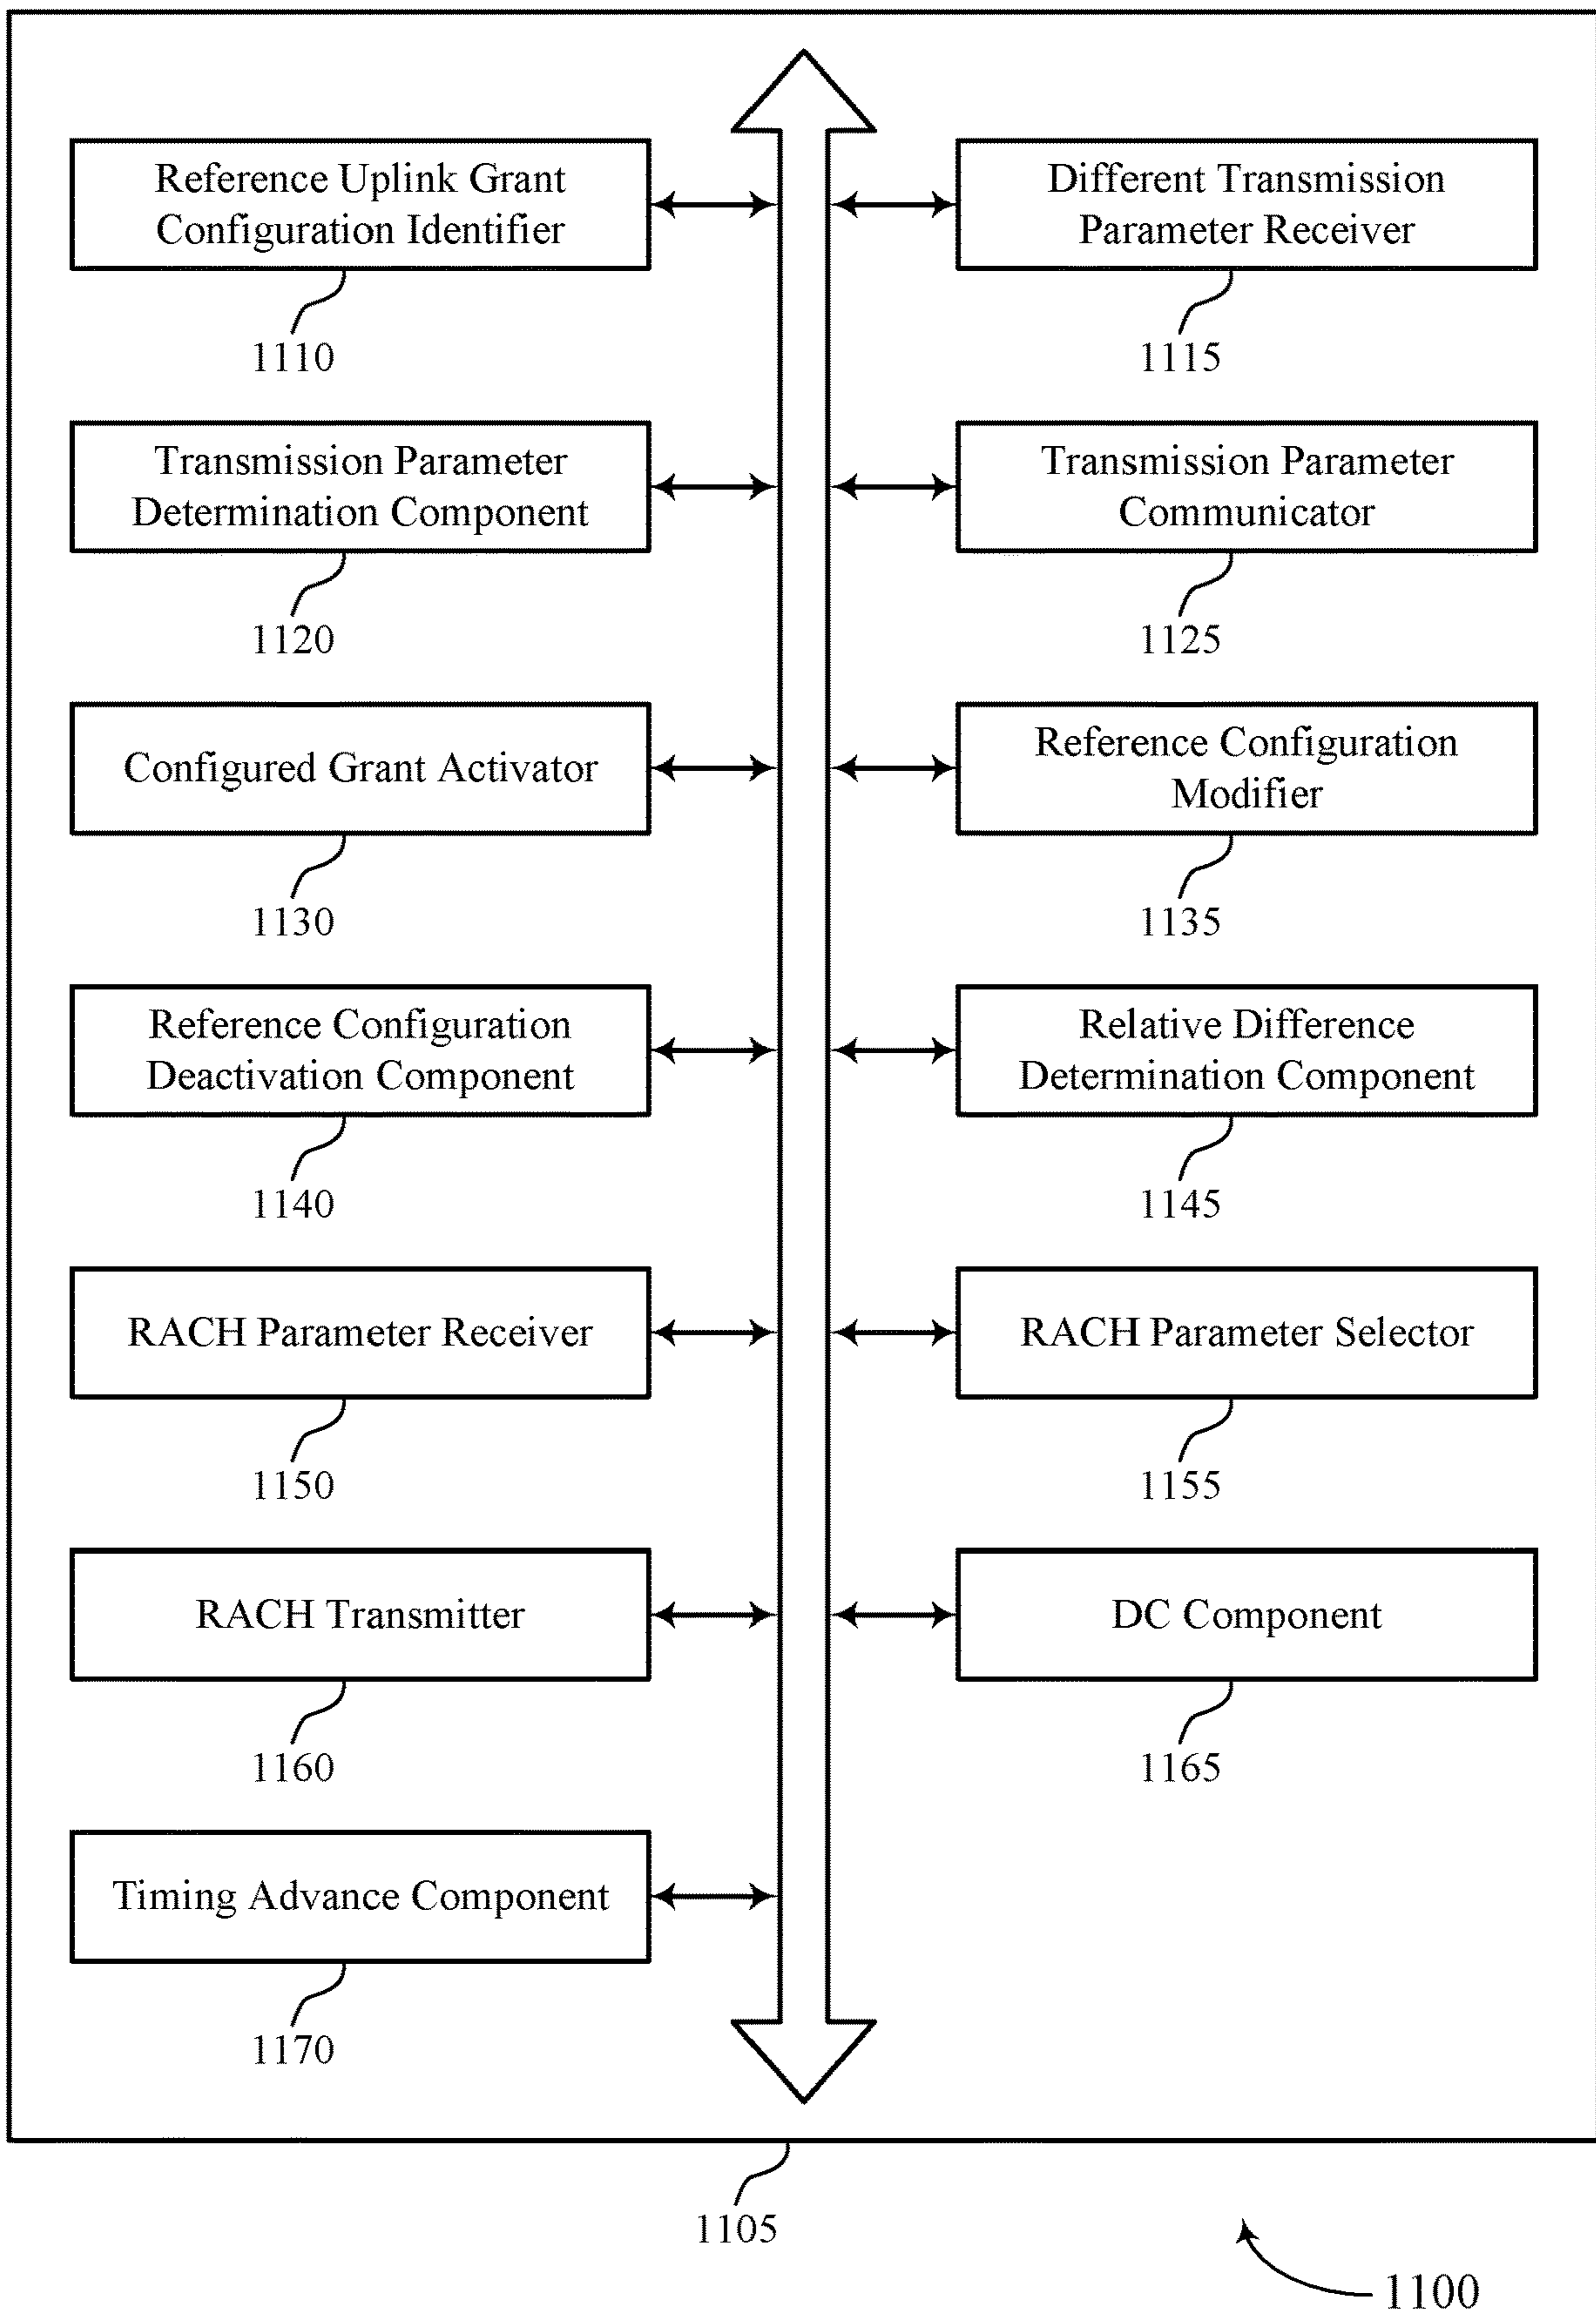 Reference Uplink Grant
Configuration Identifier
1110
Different Transmission
Parameter Receiver
1115
Transmission Parameter
Determination Component
1120
Transmission Parameter
Communicator
1125
Configured Grant Activator
1130
Reference Configuration
Modifier
1135
Reference Configuration
Deactivation Component
1140
Relative Difference
Determination Component
1145
RACH Parameter Receiver
1150
RACH Parameter Selector
1155
RACH Transmitter
1160
DC Component
1165
Timing Advance Component
1170
1105
1100